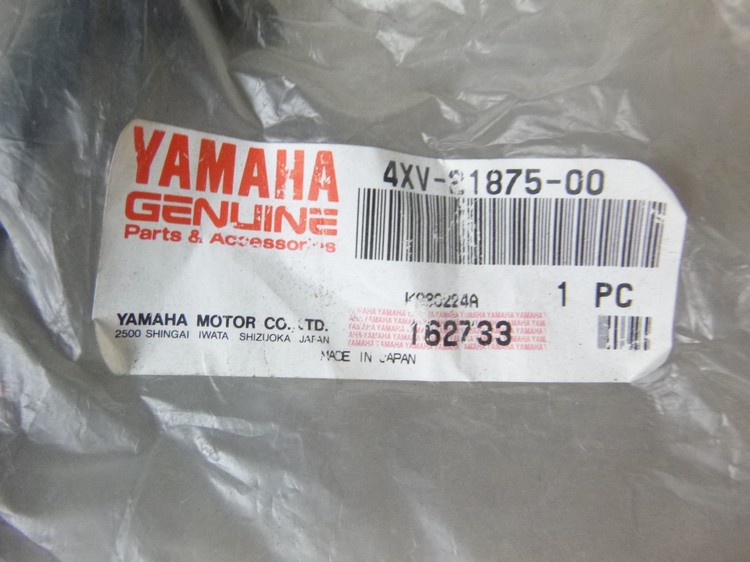 YAMAHA
GENUINE
Parts & Accessories
4XV-21875-00
1 PC
YAMAHA MOTOR CO., LTD.
2500 SHINGAI IWATA SHIZUOKA JAPAN
162733
MADE IN JAPAN